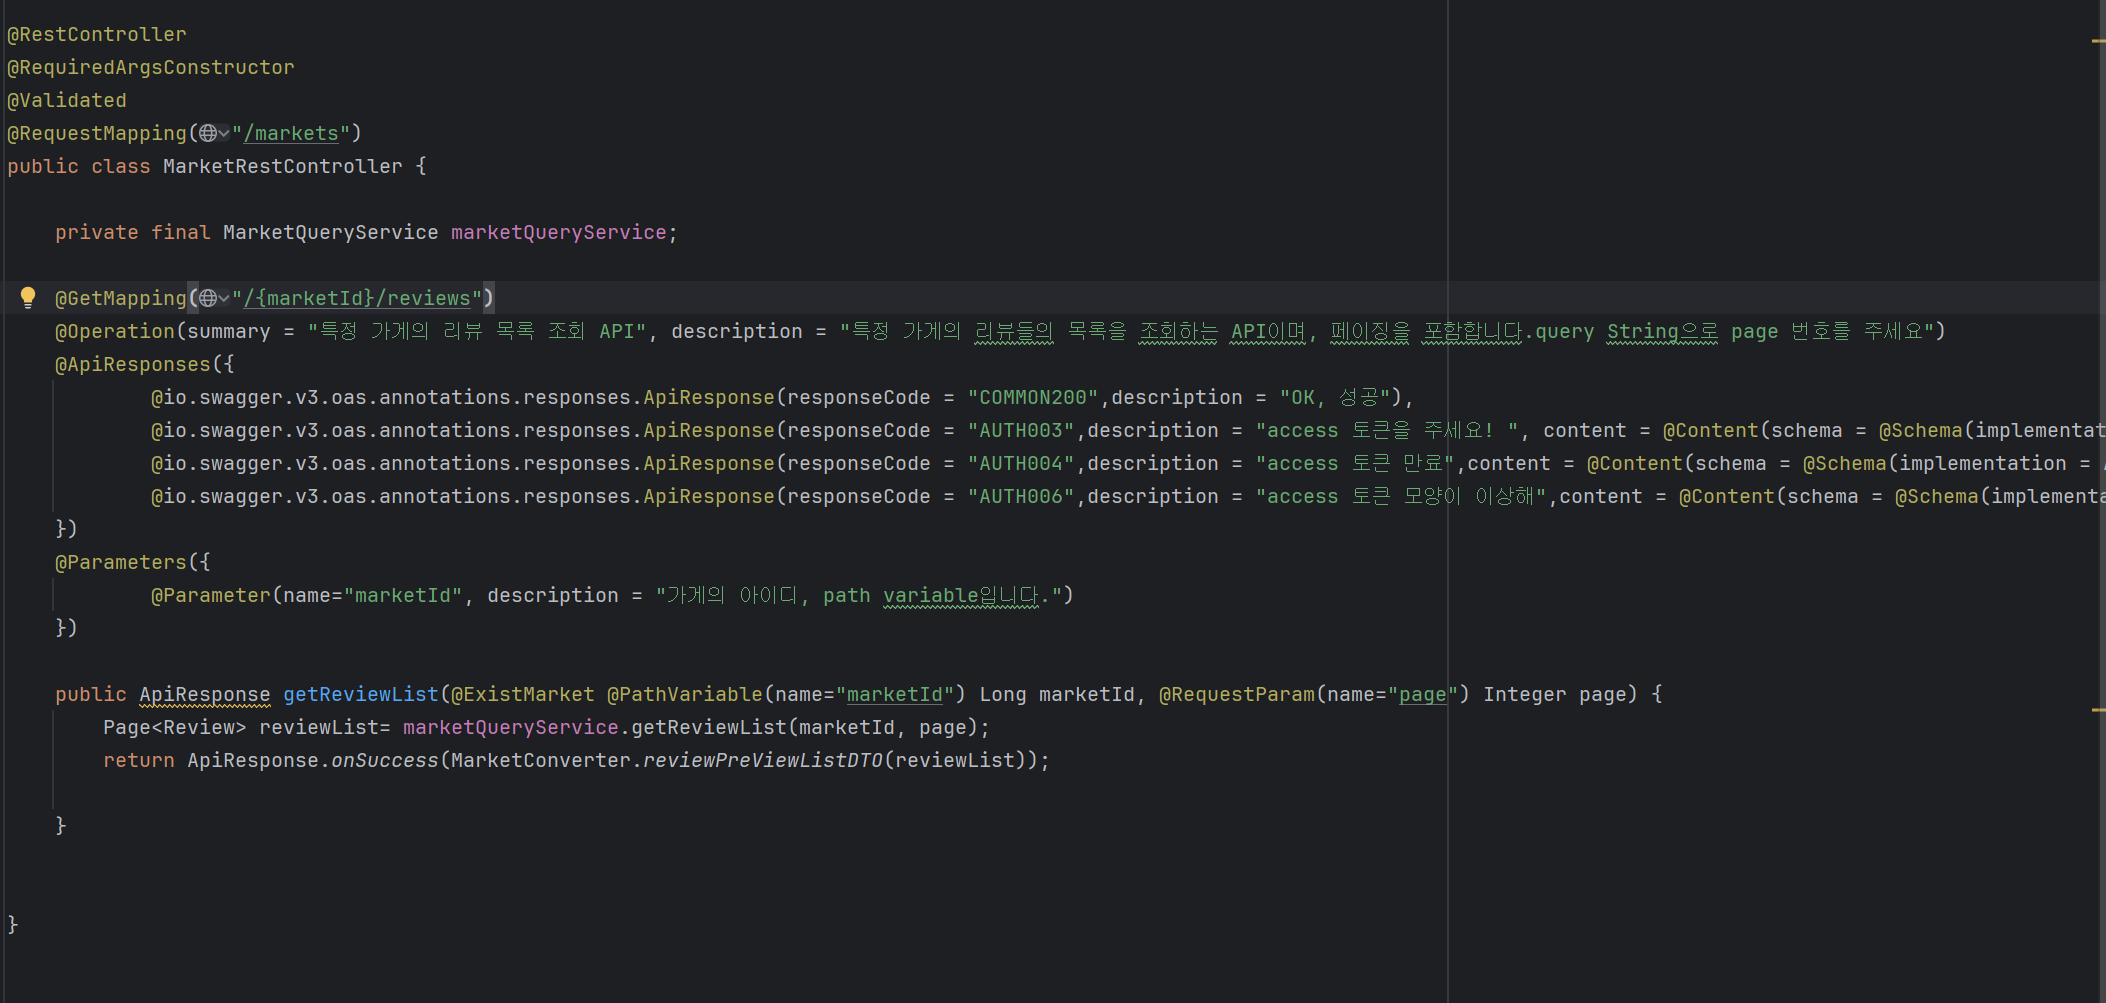 @RestController
@RequiredArgsConstructor
@Validated
@RequestMapping("/markets")
public class MarketRestController {
private final MarketQueryService marketQueryService;
@GetMapping("/{marketId}/reviews")
@Operation(summary = "특정 가게의 리뷰 목록 조회 API", description = "특정 가게의 리뷰들의 목록을 조회하는 API이며, 페이징을 포함합니다.query String으로 page 번호를 주세요")
@ApiResponses({
@io.swagger.v3.oas.annotations.responses.ApiResponse(responseCode = "COMMON200",description = "OK, 성공"),
@io.swagger.v3.oas.annotations.responses.ApiResponse(responseCode = "AUTH003",description = "access 토큰을 주세요! ", content = @Content(schema = @Schema(implementat
@io.swagger.v3.oas.annotations.responses.ApiResponse(responseCode = "AUTH004",description = "access 토큰 만료",content = @Content(schema = @Schema(implementation =
@io.swagger.v3.oas.annotations.responses.ApiResponse(responseCode = "AUTH006",description = "access 토큰 모양이 이상해",content = @Content(schema = @Schema(implementa
})
@Parameters({
@Parameter(name="marketId", description = "가게의 아이디, path variable입니다.")
})
public ApiResponse getReviewList(@ExistMarket @PathVariable(name="marketId") Long marketId, @RequestParam(name="page") Integer page) {
Page<Review> reviewList= marketQueryService.getReviewList(marketId, page);
return ApiResponse.onSuccess(MarketConverter.reviewPreViewListDTO(reviewList));
}
}